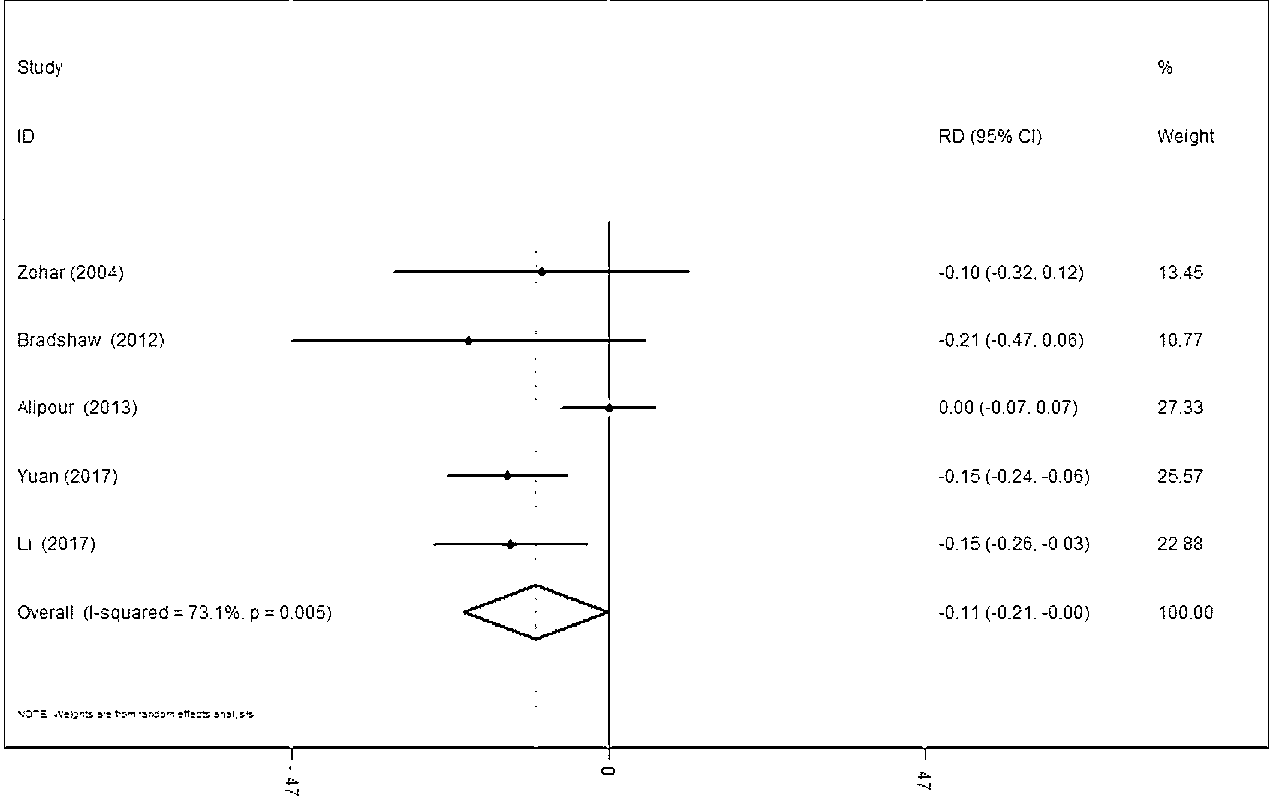 Study %
ID RD (95% CI) Weight
Zohar (2004) -0.10 (-0.32, 0.12) 13.45
Bradshaw (2012) -0.21 (-0.47, 0.06) 10.77
Alipour (2013) 0.00 (-0.07, 0.07) 27.33
Yuan (2017) -0.15 (-0.24, -0.06) 25.57
Li (2017) -0.15 (-0.26, -0.03) 22.88
Overall (I-squared = 73.1%, p = 0.005) -0.11 (-0.21, -0.00) 100.00
NOTE: Weights are from random effects analysis
-.47 0 .47